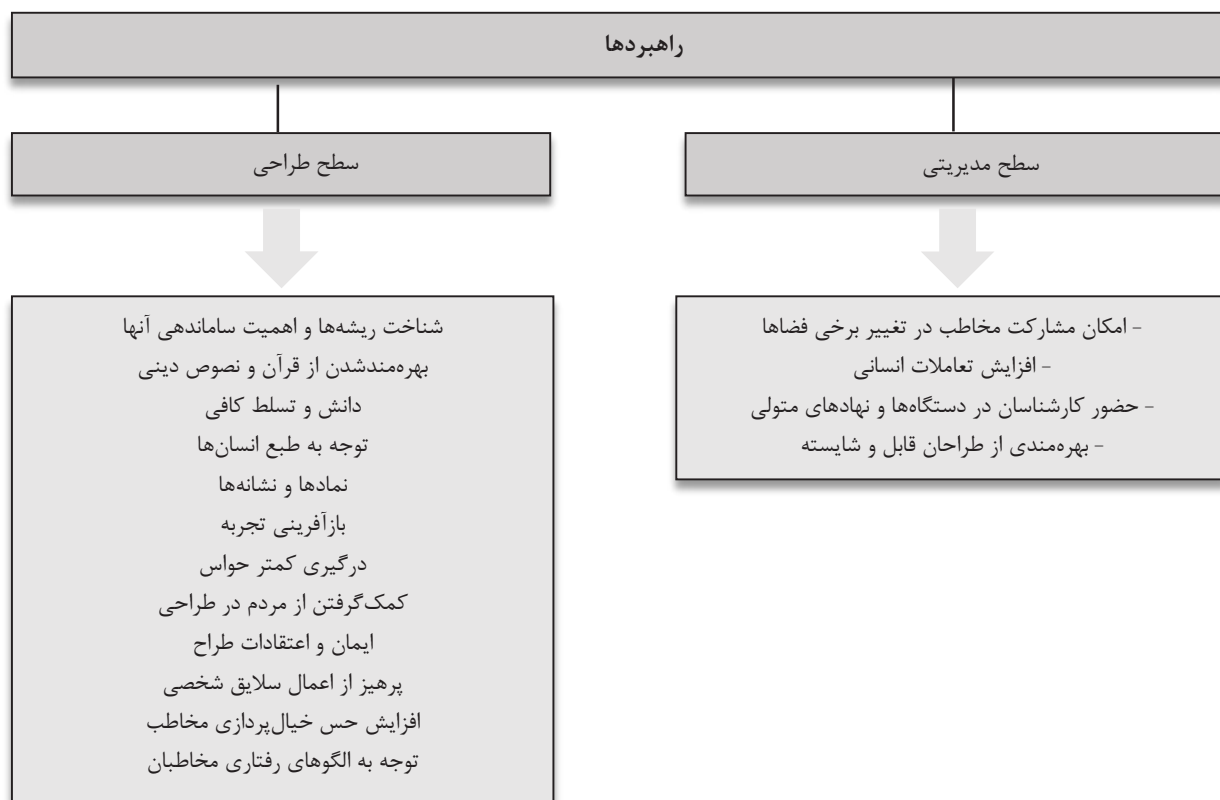 راهبردها
سطح مدیریتی
سطح طراحی
- امکان مشارکت مخاطب در تغییر برخی فضاها
- افزایش تعاملات انسانی
- حضور کارشناسان در دستگاه‌ها و نهادهای متولی
- بهره‌مندی از طراحان قابل و شایسته
شناخت ریشه‌ها و اهمیت ساماندهی آنها
بهره‌مندشدن از قرآن و نصوص دینی
دانش و تسلط کافی
توجه به طبع انسان‌ها
نمادها و نشانه‌ها
بازآفرینی تجربه
درگیری کمتر حواس
کمک‌گرفتن از مردم در طراحی
ایمان و اعتقادات طراح
پرهیز از اعمال سلایق شخصی
افزایش حس خیال‌پردازی مخاطب
توجه به الگوهای رفتاری مخاطبان